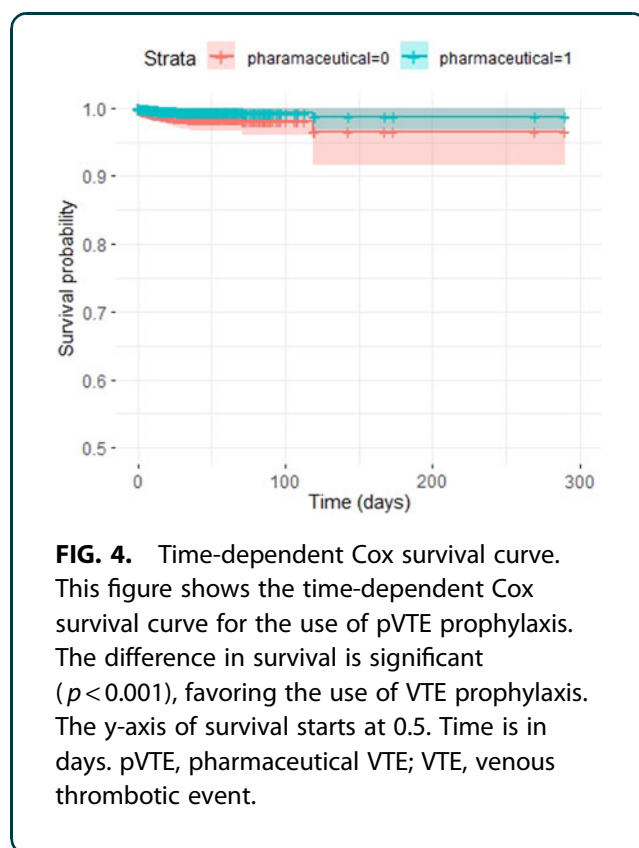 Strata pharamaceutical=0 pharmaceutical=1
Survival probability
1.0
0.9
0.8
0.7
0.6
0.5
0 100 200 300
Time (days)
FIG. 4. Time-dependent Cox survival curve.
This figure shows the time-dependent Cox
survival curve for the use of pVTE prophylaxis.
The difference in survival is significant
(p<0.001), favoring the use of VTE prophylaxis.
The y-axis of survival starts at 0.5. Time is in
days. pVTE, pharmaceutical VTE; VTE, venous
thrombotic event.